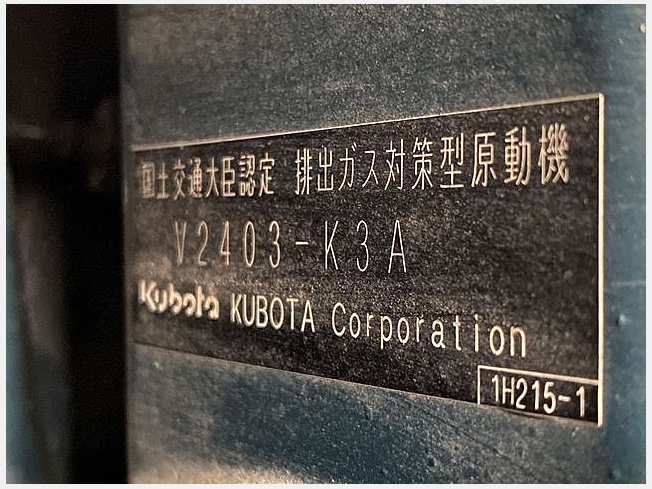 国土交通大臣認定 排出ガス対策型原動機
V2403-K3A
Kubota KUBOTA Corporation
1H215-1